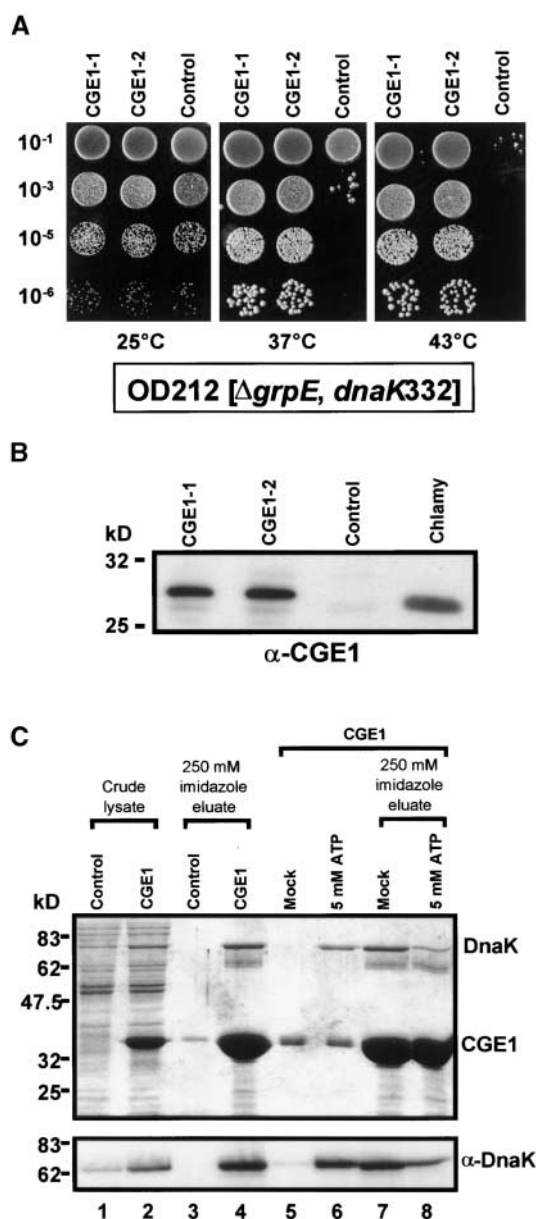 A
CGE1-1
CGE1-2
Control
CGE1-1
CGE1-2
Control
CGE1-1
CGE1-2
Control
10⁻¹
10⁻³
10⁻⁵
10⁻⁶
25°C 37°C 43°C
OD212 [ΔgrpE, dnaK332]
B
CGE1-1
CGE1-2
Control
Chlamy
kD
32
25
α-CGE1
C
CGE1
Crude lysate
250 mM imidazole eluate
250 mM imidazole eluate
Control
CGE1
Control
CGE1
Mock
5 mM ATP
Mock
5 mM ATP
kD
83
62
47.5
32
25
DnaK
CGE1
83
62
α-DnaK
1 2 3 4 5 6 7 8